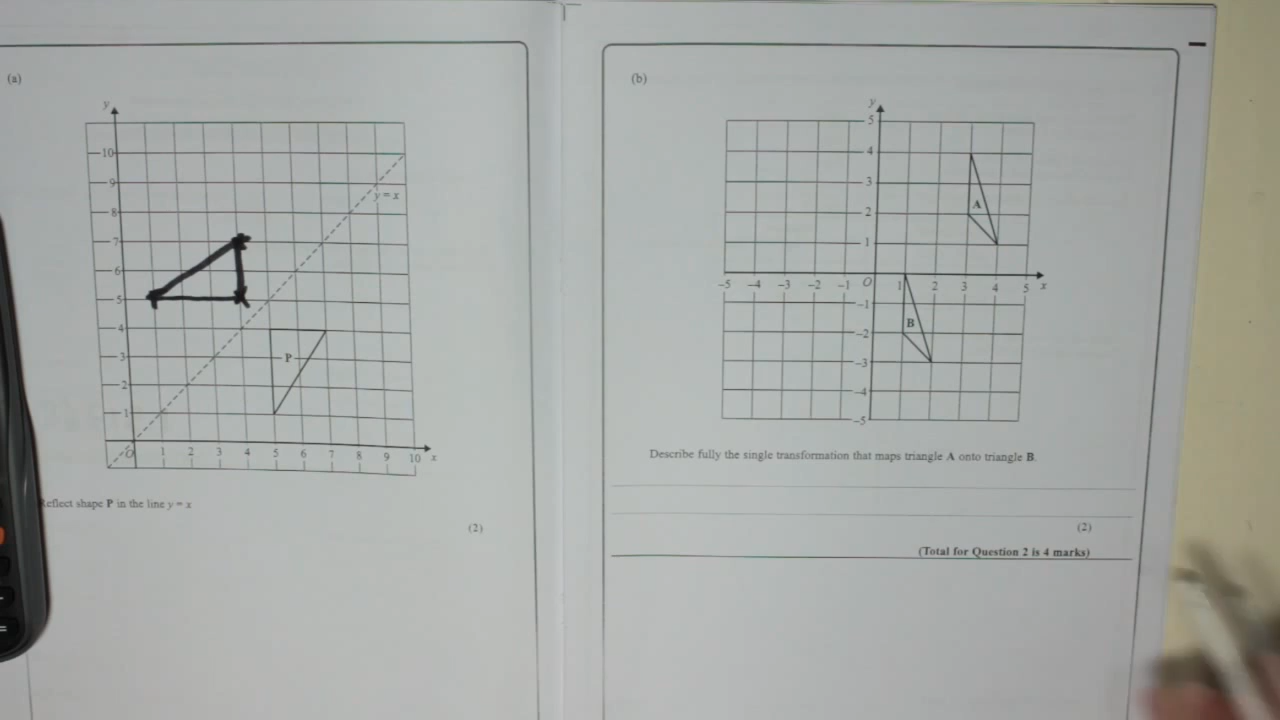 (a)
y
10
9
y = x
8
7
6
5
4
3
P
2
1
O
1 2 3 4 5 6 7 8 9 10 x
Reflect shape P in the line y = x
(2)
(b)
y
5
4
3
A
2
1
-5 -4 -3 -2 -1 O 1 2 3 4 5 x
-1
B
-2
-3
-4
-5
Describe fully the single transformation that maps triangle A onto triangle B.
(2)
(Total for Question 2 is 4 marks)
=